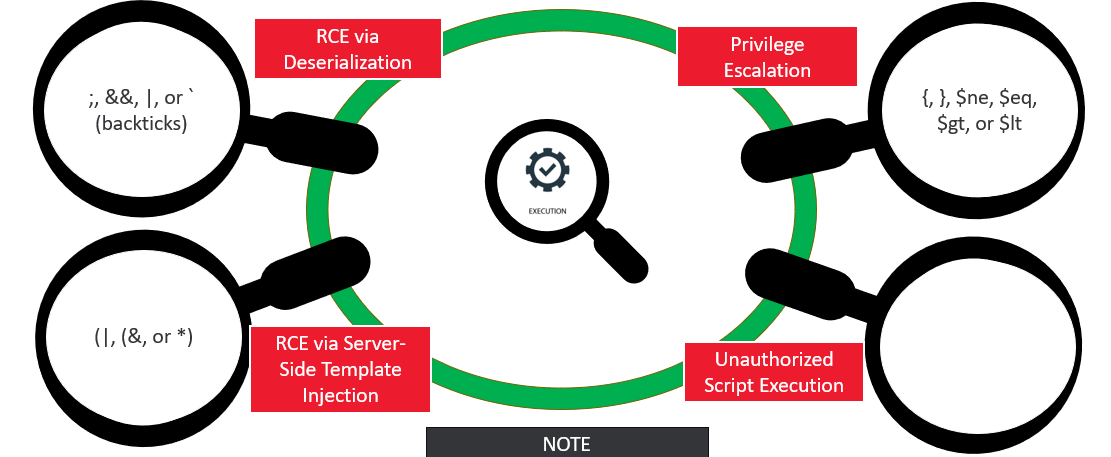 RCE via
Deserialization
Privilege
Escalation
;, &&, |, or `
(backticks)
{, }, $ne, $eq,
$gt, or $lt
EXECUTION
(|, (&, or *)
RCE via Server-
Side Template
Injection
Unauthorized
Script Execution
NOTE